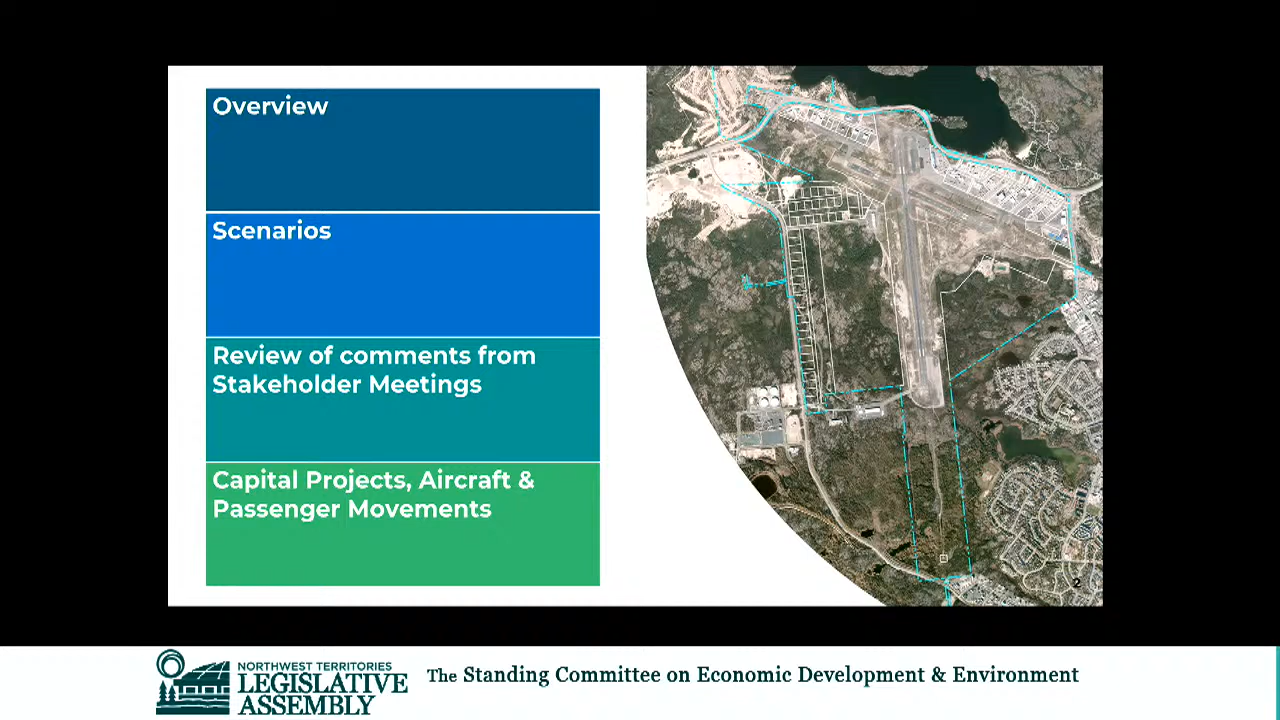 Overview
Scenarios
Review of comments from
Stakeholder Meetings
Capital Projects, Aircraft &
Passenger Movements
2
NORTHWEST TERRITORIES
LEGISLATIVE
ASSEMBLY
The Standing Committee on Economic Development & Environment